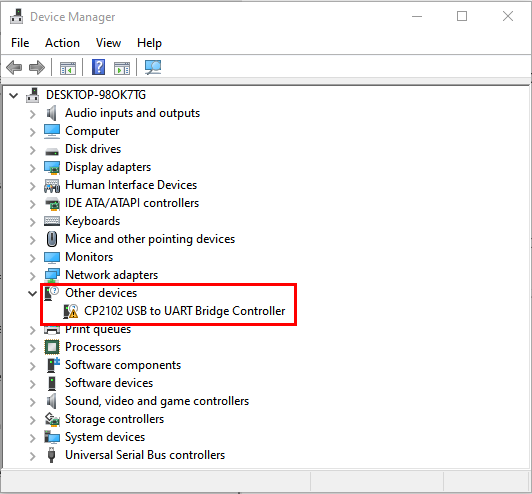 Device Manager
File Action View Help
DESKTOP-98OK7TG
Audio inputs and outputs
Computer
Disk drives
Display adapters
Human Interface Devices
IDE ATA/ATAPI controllers
Keyboards
Mice and other pointing devices
Monitors
Network adapters
Other devices
CP2102 USB to UART Bridge Controller
Print queues
Processors
Software components
Software devices
Sound, video and game controllers
Storage controllers
System devices
Universal Serial Bus controllers